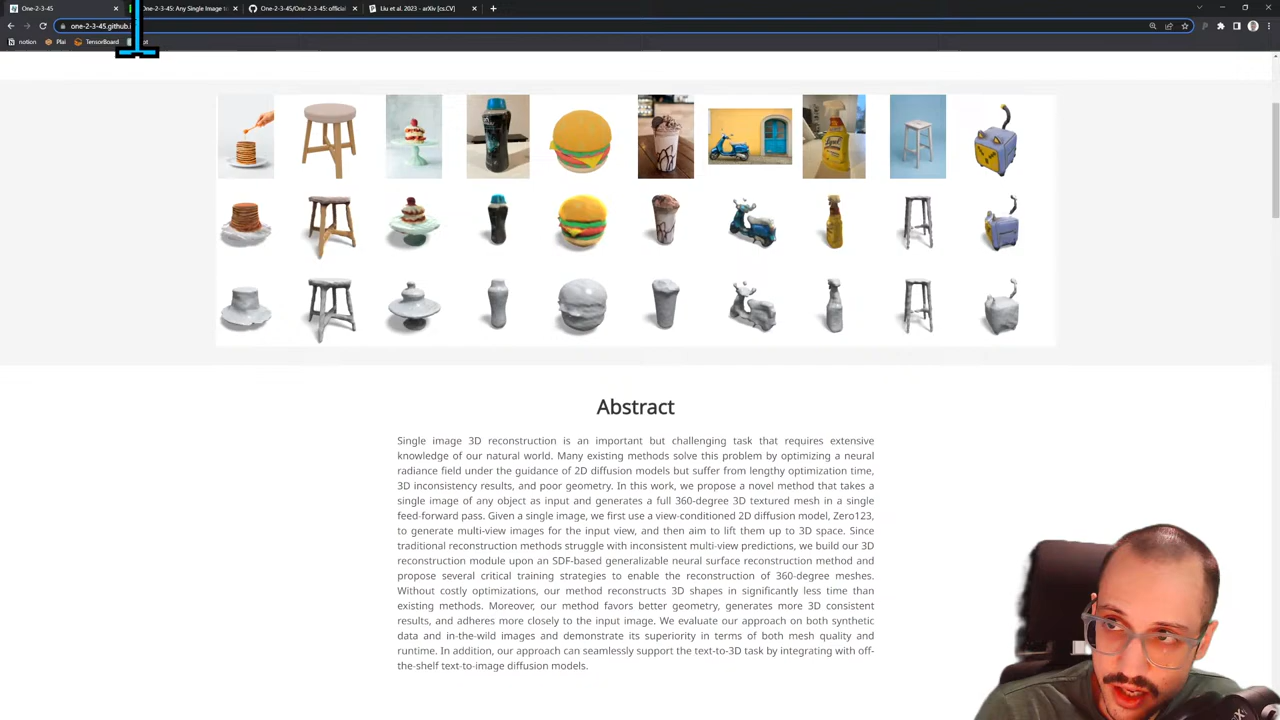 One-2-3-45
One-2-3-45: Any Single Image t
One-2-3-45/One-2-3-45: official
Liu et al. 2023 - arXiv [cs.CV]
one-2-3-45.github.i
notion
Plai
TensorBoard
Abstract
Single image 3D reconstruction is an important but challenging task that requires extensive
knowledge of our natural world. Many existing methods solve this problem by optimizing a neural
radiance field under the guidance of 2D diffusion models but suffer from lengthy optimization time,
3D inconsistency results, and poor geometry. In this work, we propose a novel method that takes a
single image of any object as input and generates a full 360-degree 3D textured mesh in a single
feed-forward pass. Given a single image, we first use a view-conditioned 2D diffusion model, Zero123,
to generate multi-view images for the input view, and then aim to lift them up to 3D space. Since
traditional reconstruction methods struggle with inconsistent multi-view predictions, we build our 3D
reconstruction module upon an SDF-based generalizable neural surface reconstruction method and
propose several critical training strategies to enable the reconstruction of 360-degree meshes.
Without costly optimizations, our method reconstructs 3D shapes in significantly less time than
existing methods. Moreover, our method favors better geometry, generates more 3D consistent
results, and adheres more closely to the input image. We evaluate our approach on both synthetic
data and in-the-wild images and demonstrate its superiority in terms of both mesh quality and
runtime. In addition, our approach can seamlessly support the text-to-3D task by integrating with off-
the-shelf text-to-image diffusion models.